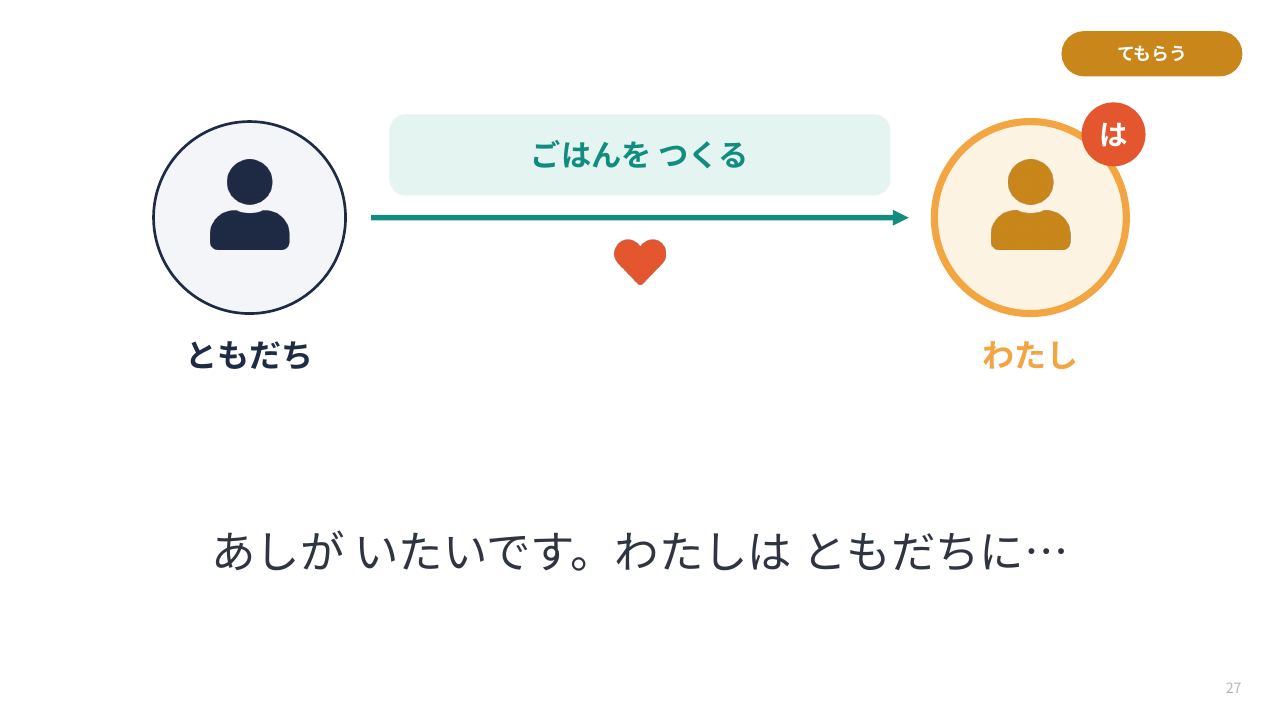 てもらう
ごはんを つくる
は
ともだち
わたし
あしが いたいです。わたしは ともだちに…
27